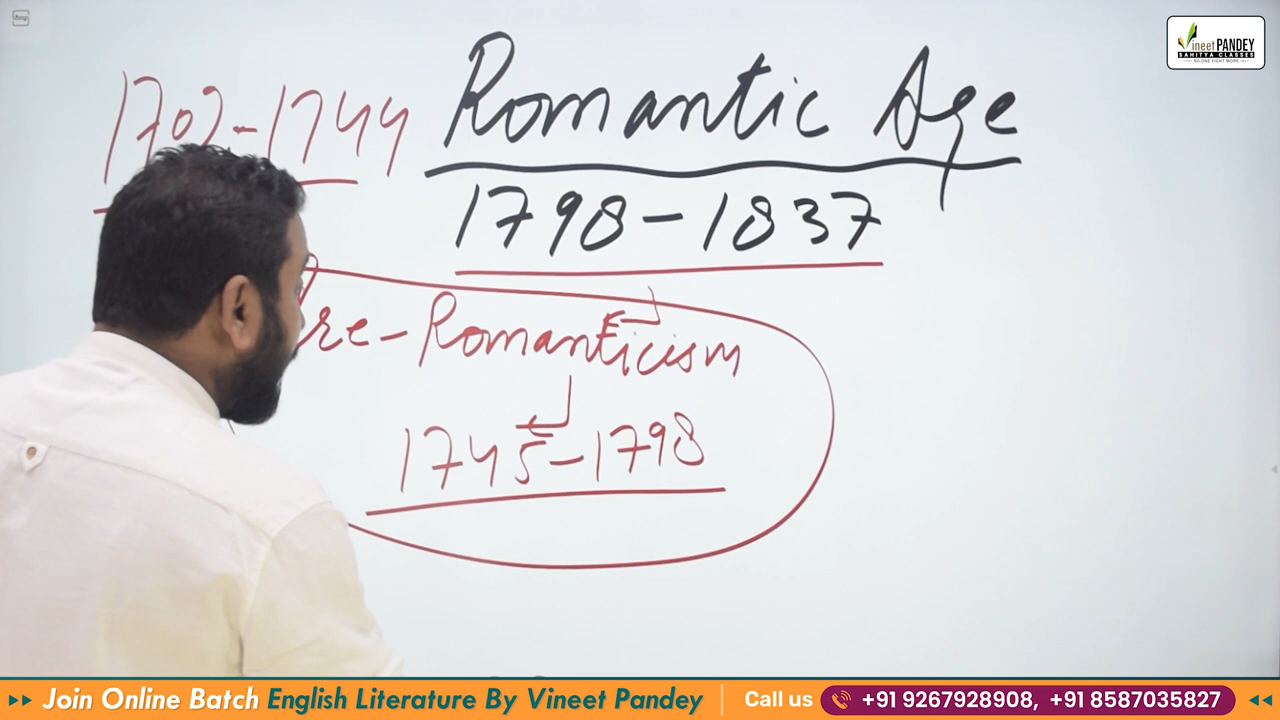 1702-1744
Romantic Age
1798-1837
re-Romanticism
1745-1798
Vineet PANDEY
SAHITYA CLASSES
Join Online Batch English Literature By Vineet Pandey
Call us +91 9267928908, +91 8587035827